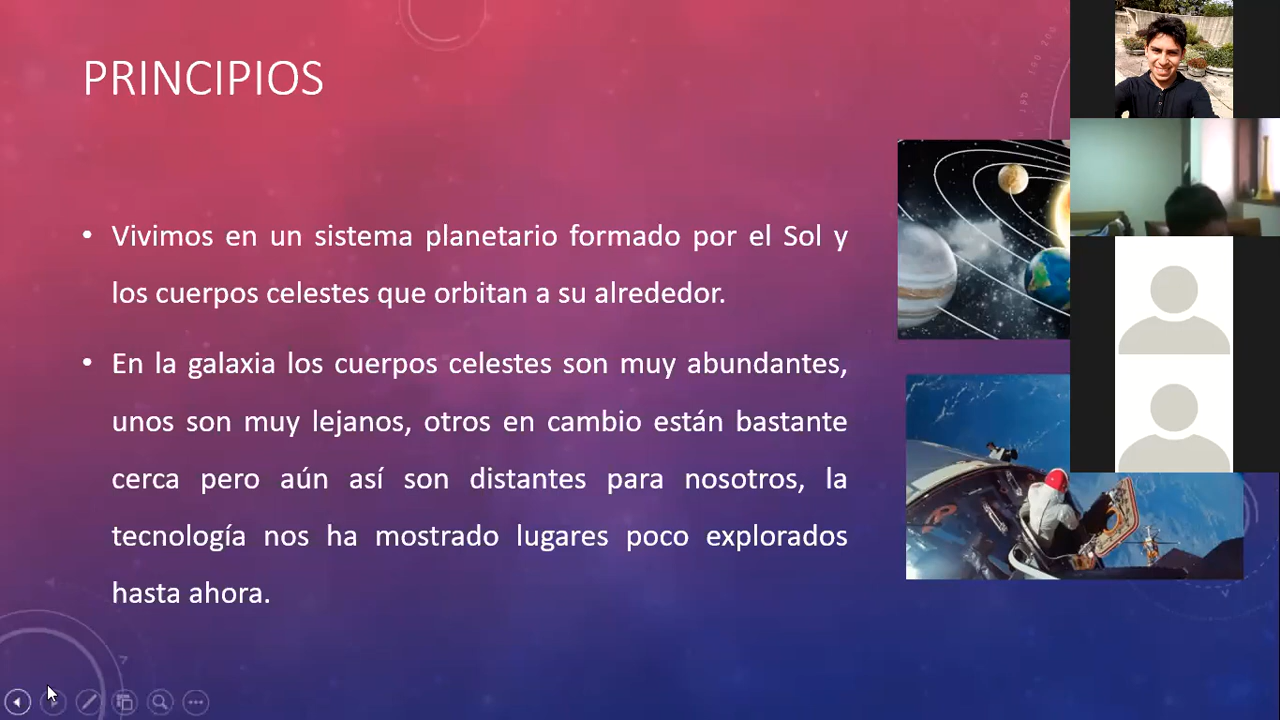 PRINCIPIOS
• Vivimos en un sistema planetario formado por el Sol y
los cuerpos celestes que orbitan a su alrededor.
• En la galaxia los cuerpos celestes son muy abundantes,
unos son muy lejanos, otros en cambio están bastante
cerca pero aún así son distantes para nosotros, la
tecnología nos ha mostrado lugares poco explorados
hasta ahora.